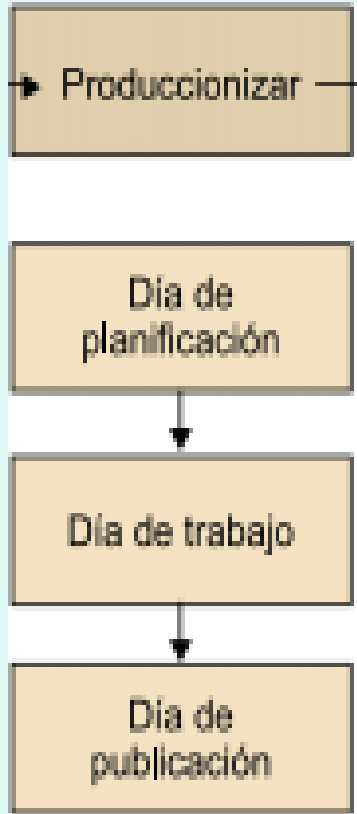 Produccionizar
Día de
planificación
Día de trabajo
Día de
publicación